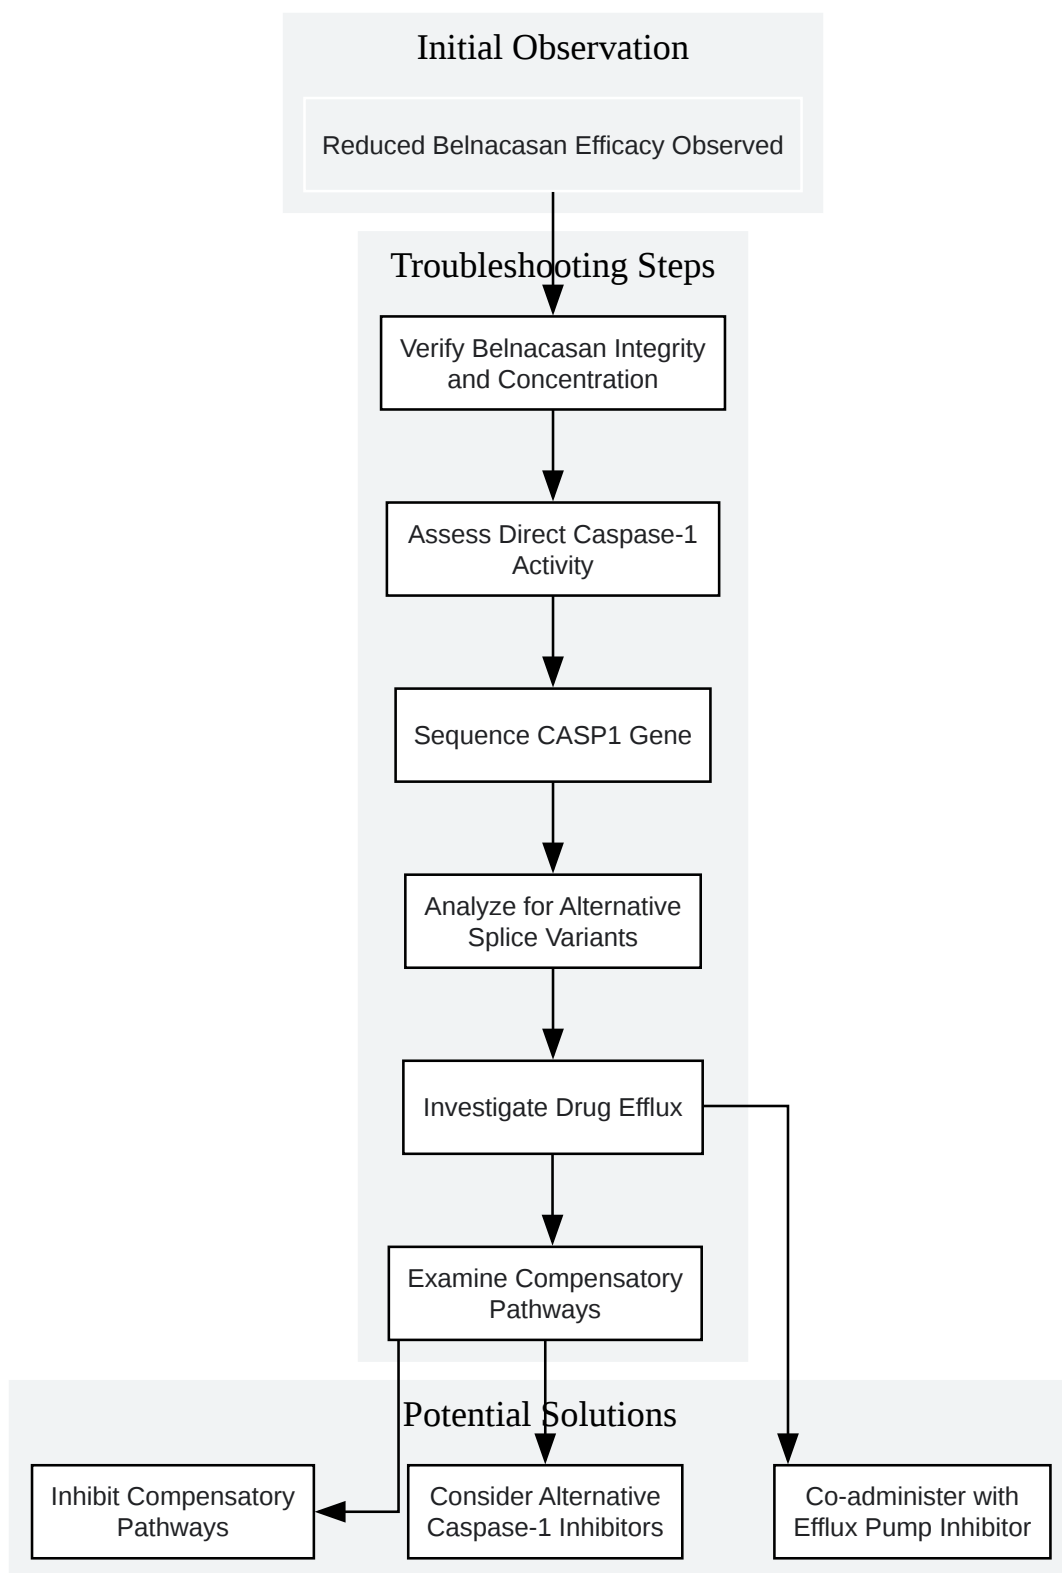 Initial Observation
Reduced Belnacasan Efficacy Observed
Troubleshooting Steps
Verify Belnacasan Integrity
and Concentration
Assess Direct Caspase-1
Activity
Sequence CASP1 Gene
Analyze for Alternative
Splice Variants
Investigate Drug Efflux
Examine Compensatory
Pathways
Potential Solutions
Inhibit Compensatory
Pathways
Consider Alternative
Caspase-1 Inhibitors
Co-administer with
Efflux Pump Inhibitor